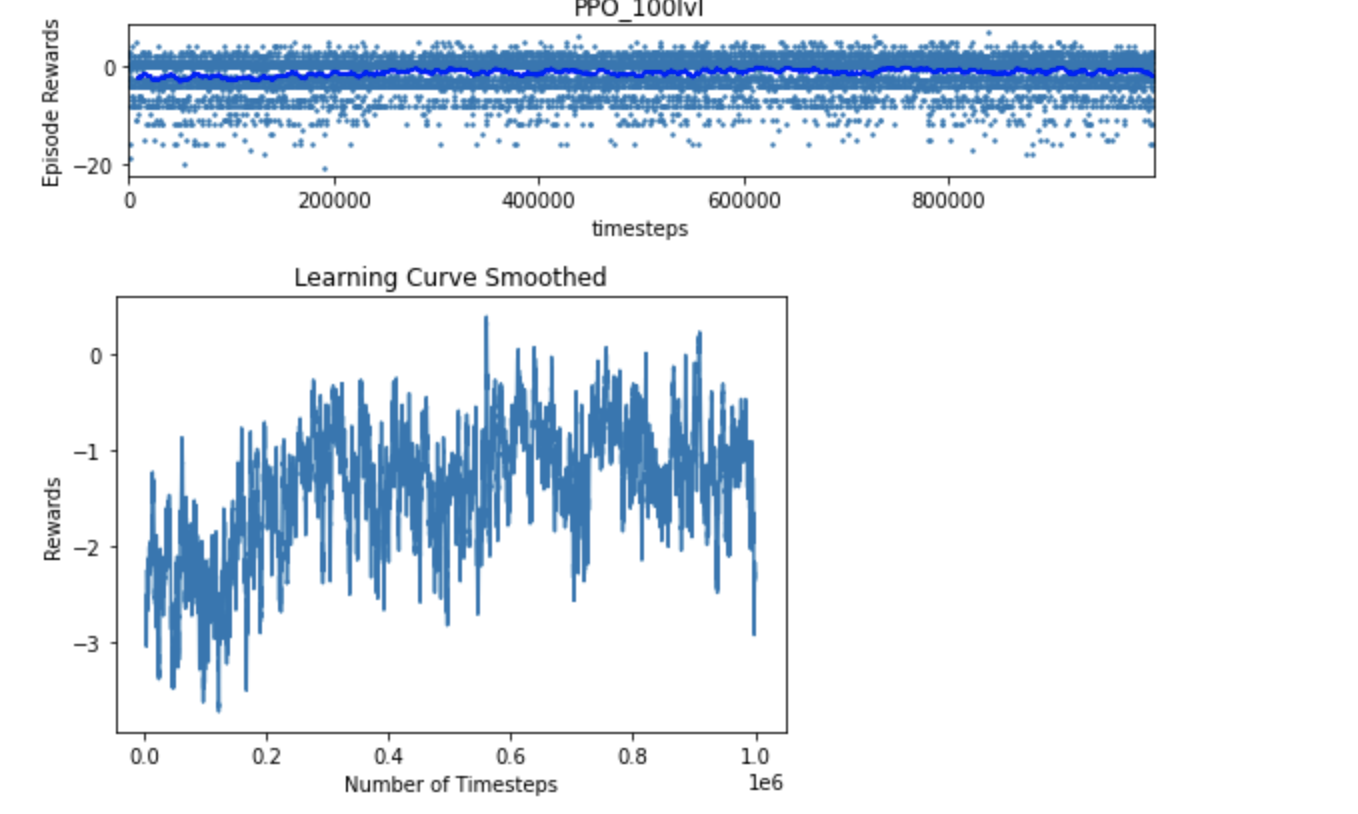 PPO_100lvl
Episode Rewards
0
−20
0 200000 400000 600000 800000
timesteps
Learning Curve Smoothed
Rewards
0
−1
−2
−3
0.0 0.2 0.4 0.6 0.8 1.0
Number of Timesteps 1e6